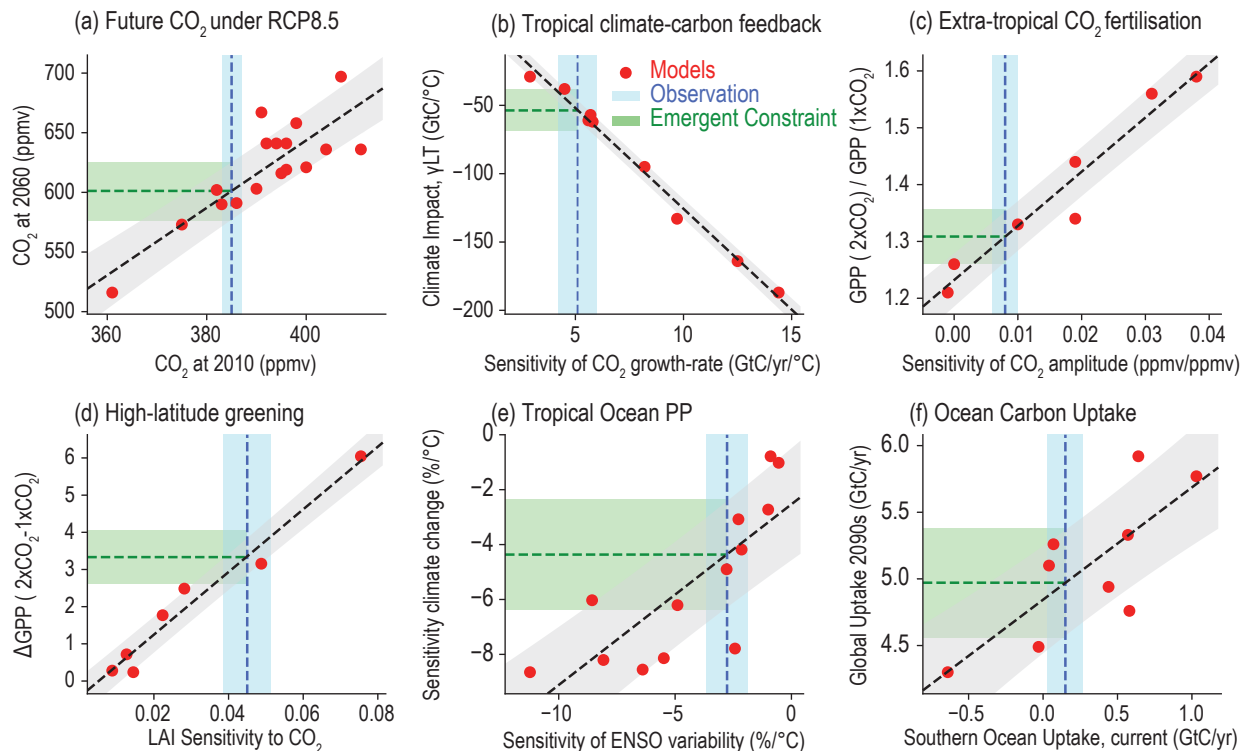 (a) Future CO₂ under RCP8.5
CO₂ at 2060 (ppmv)
700
650
600
550
500
360 380 400
CO₂ at 2010 (ppmv)
(b) Tropical climate-carbon feedback
Climate Impact, γLT (GtC/°C)
0
−50
−100
−150
−200
Models
Observation
Emergent Constraint
5 10 15
Sensitivity of CO₂ growth-rate (GtC/yr/°C)
(c) Extra-tropical CO₂ fertilisation
GPP ( 2xCO₂) / GPP (1xCO₂)
1.6
1.5
1.4
1.3
1.2
0.00 0.01 0.02 0.03 0.04
Sensitivity of CO₂ amplitude (ppmv/ppmv)
(d) High-latitude greening
ΔGPP ( 2xCO₂-1xCO₂)
6
5
4
3
2
1
0
0.02 0.04 0.06 0.08
LAI Sensitivity to CO₂
(e) Tropical Ocean PP
Sensitivity climate change (%/°C)
0
−2
−4
−6
−8
−10 −5 0
Sensitivity of ENSO variability (%/°C)
(f) Ocean Carbon Uptake
Global Uptake 2090s (GtC/yr)
6.0
5.5
5.0
4.5
−0.5 0.0 0.5 1.0
Southern Ocean Uptake, current (GtC/yr)